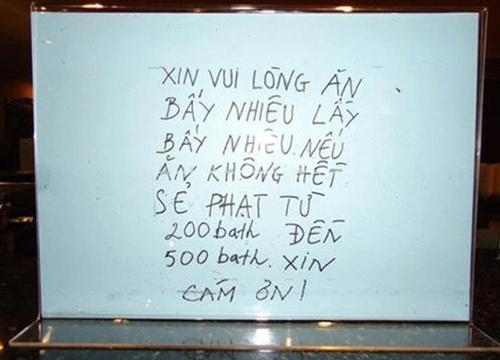 XIN VUI LÒNG ĂN
BẤY NHIÊU LẤY
BẤY NHIÊU. NẾU
ĂN KHÔNG HẾT
SẼ PHẠT TỪ
200 bath ĐẾN
500 bath. XIN
CÁM ƠN!